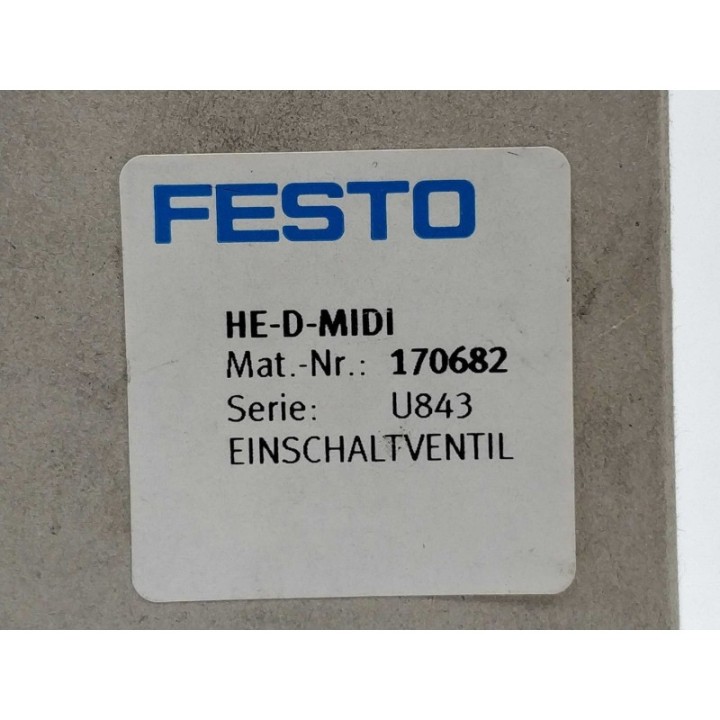 FESTO
HE-D-MIDI
Mat.-Nr.: 170682
Serie: U843
EINSCHALTVENTIL